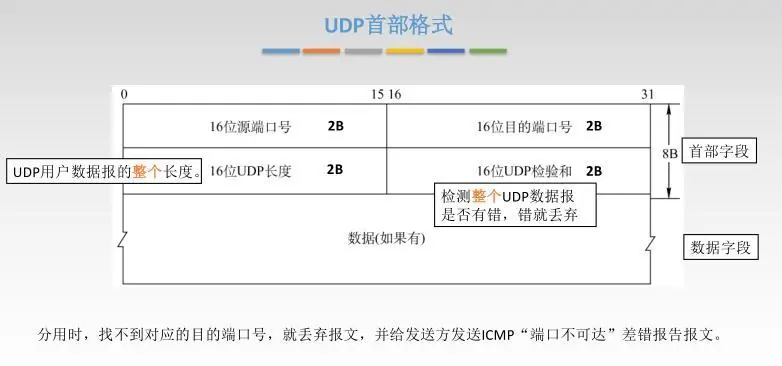 UDP首部格式
0 15 16 31
16位源端口号 2B 16位目的端口号 2B
8B
首部字段
UDP用户数据报的整个长度。
16位UDP长度 2B 16位UDP检验和 2B
检测整个UDP数据报
是否有错，错就丢弃
数据(如果有)
数据字段
分用时，找不到对应的目的端口号，就丢弃报文，并给发送方发送ICMP“端口不可达”差错报告报文。